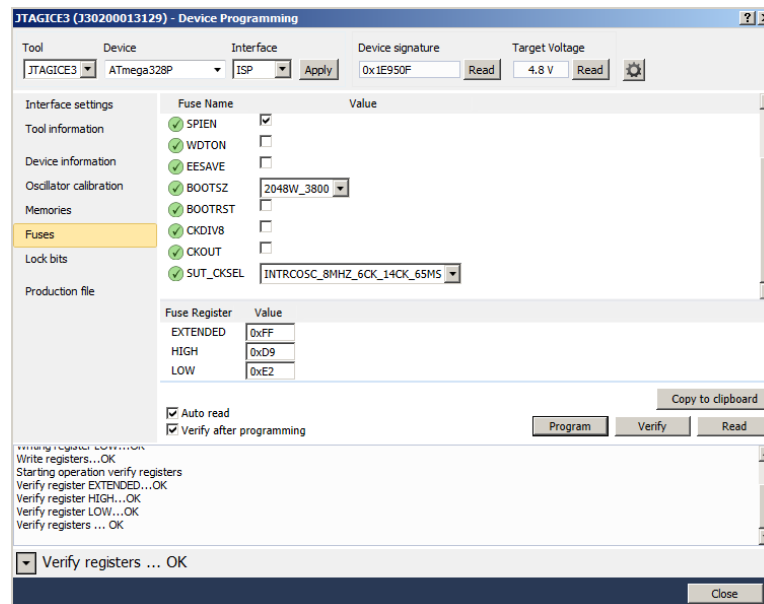 JTAGICE3 (J30200013129) - Device Programming
Tool Device Interface Device signature Target Voltage
JTAGICE3 ATmega328P ISP Apply 0x1E950F Read 4.8 V Read
Interface settings
Tool information
Device information
Oscillator calibration
Memories
Fuses
Lock bits
Production file
Fuse Name Value
SPIEN
WDTON
EESAVE
BOOTSZ 2048W_3800
BOOTRST
CKDIV8
CKOUT
SUT_CKSEL INTRCOSC_8MHZ_6CK_14CK_65MS
Fuse Register Value
EXTENDED 0xFF
HIGH 0xD9
LOW 0xE2
Copy to clipboard
Auto read
Verify after programming
Program Verify Read
Writing register LOW...OK
Write registers...OK
Starting operation verify registers
Verify register EXTENDED...OK
Verify register HIGH...OK
Verify register LOW...OK
Verify registers ... OK
Verify registers ... OK
Close